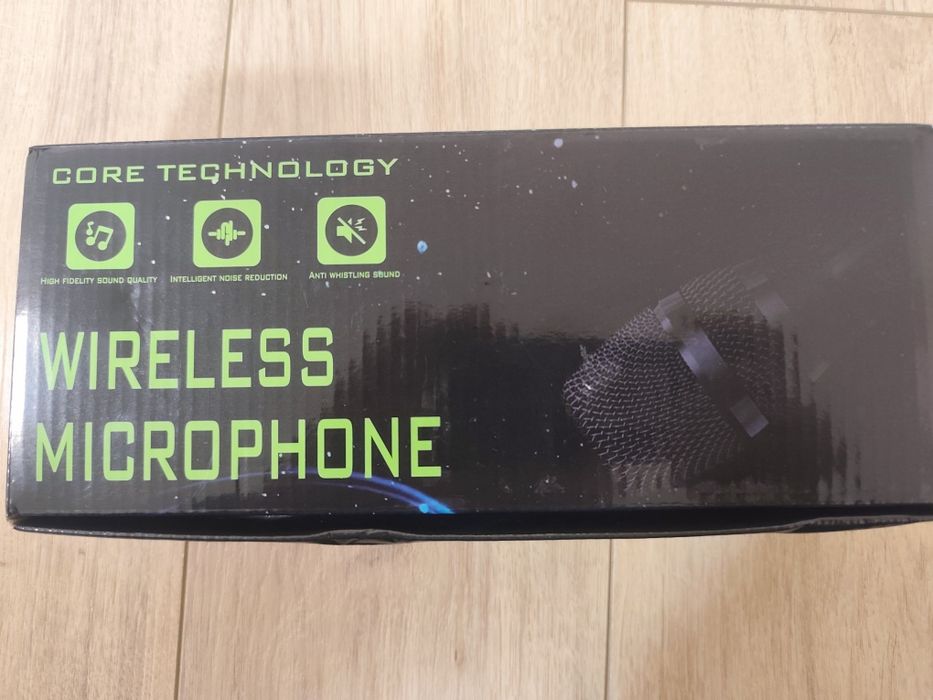 CORE TECHNOLOGY
HIGH FIDELITY SOUND QUALITY INTELLIGENT NOISE REDUCTION ANTI WHISTLING SOUND
WIRELESS
MICROPHONE